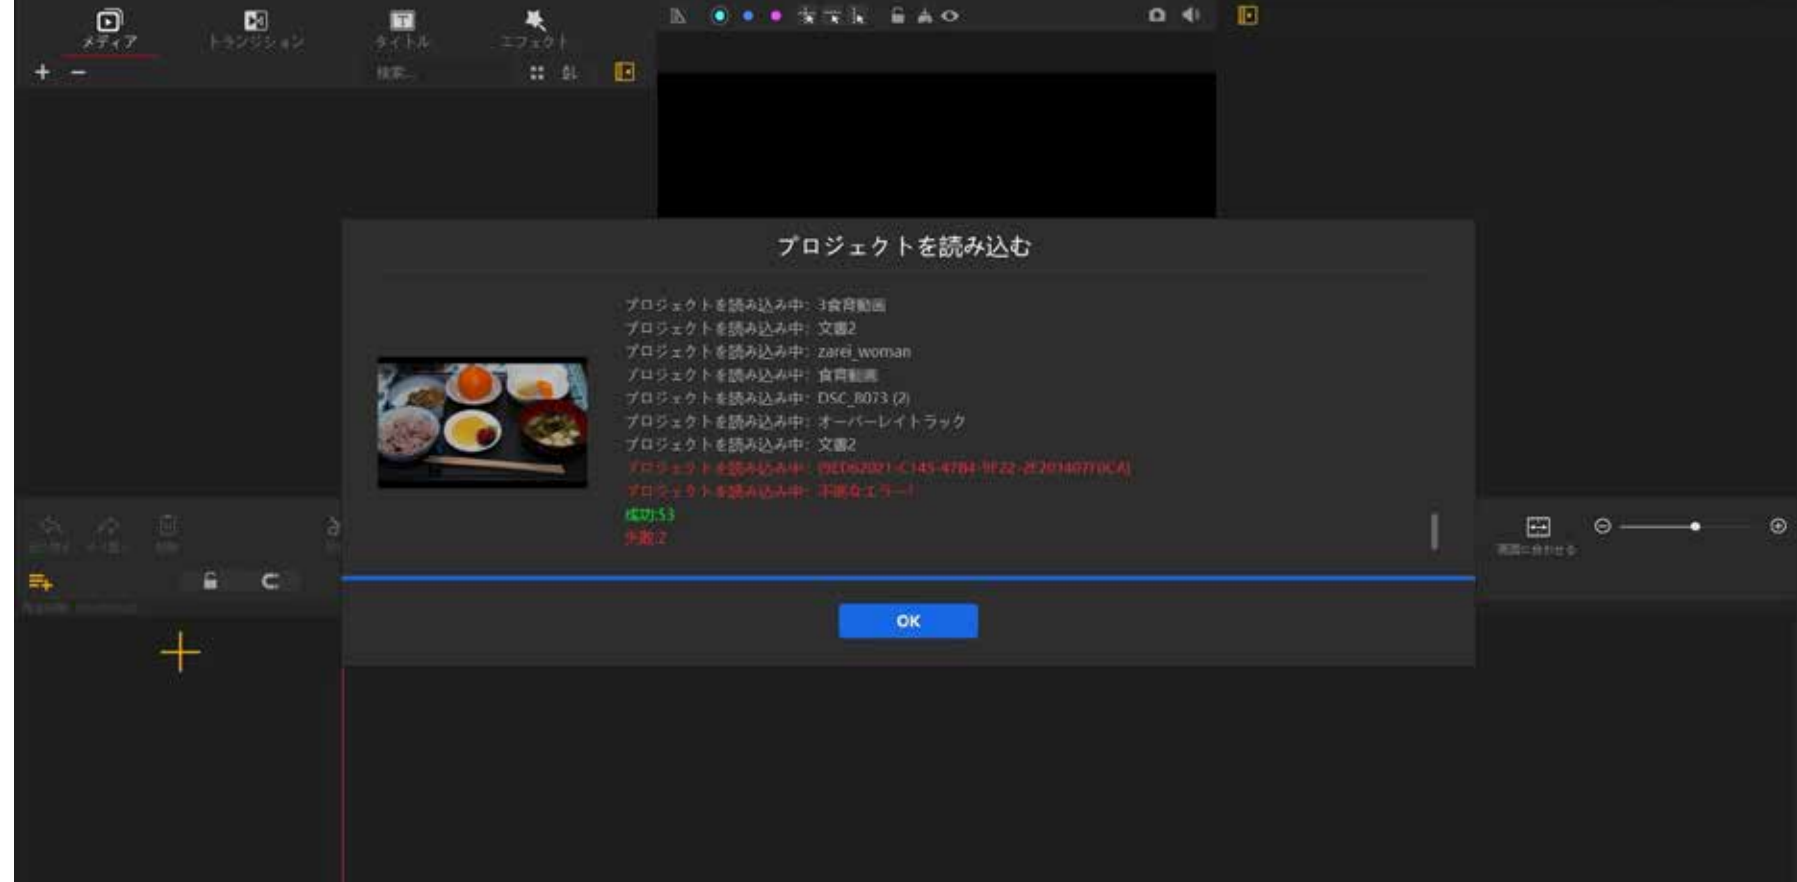 メディア
トランジション
タイトル
エフェクト
検索...
プロジェクトを読み込む
プロジェクトを読み込み中: 3食育動画
プロジェクトを読み込み中: 文書2
プロジェクトを読み込み中: zarei_woman
プロジェクトを読み込み中: 食育動画
プロジェクトを読み込み中: DSC_8073 (2)
プロジェクトを読み込み中: オーバーレイトラック
プロジェクトを読み込み中: 文書2
プロジェクトを読み込み中:
プロジェクトを読み込み中: 不明なエラー!
成功:53
失敗:2
画面に合わせる
OK